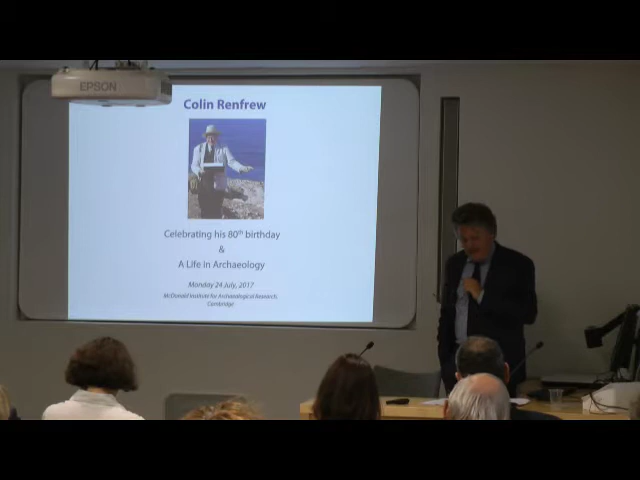 EPSON
Colin Renfrew
Celebrating his 80th birthday
&
A Life in Archaeology
Monday 24 July, 2017
McDonald Institute for Archaeological Research,
Cambridge